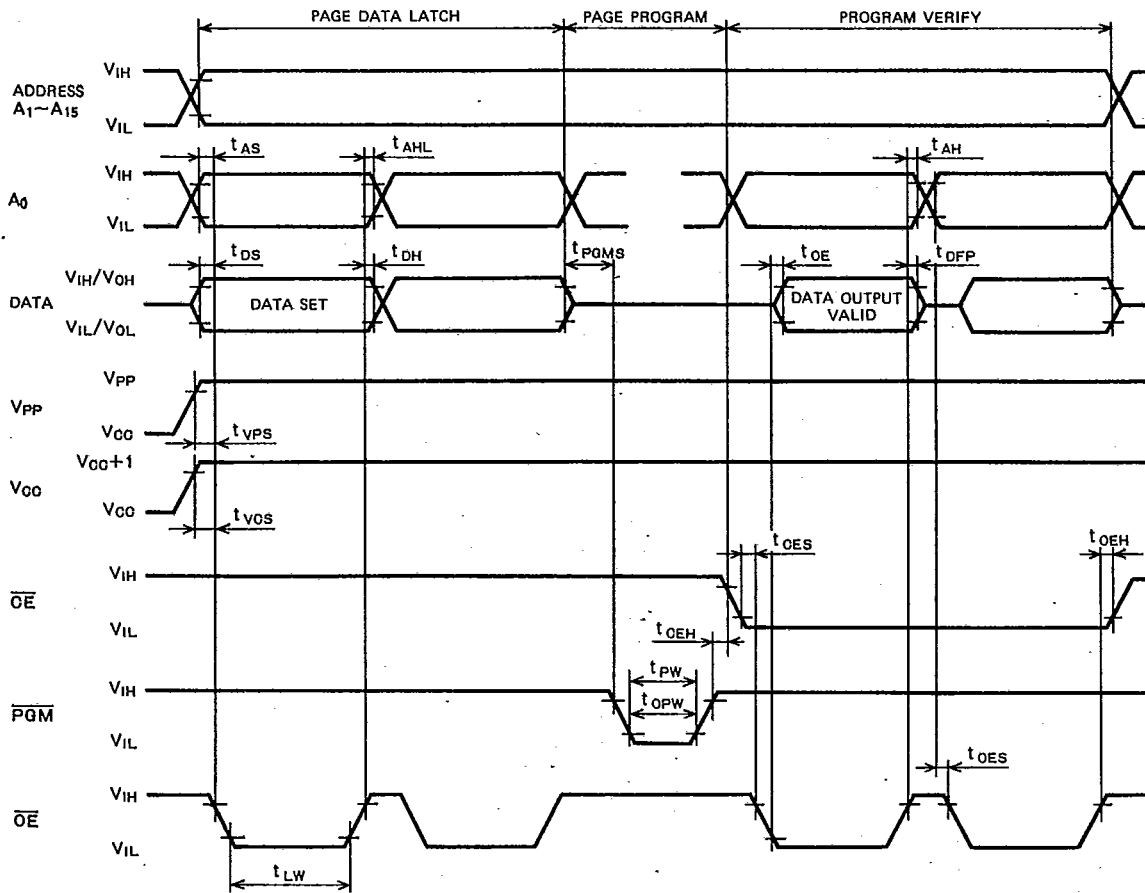 PAGE DATA LATCH PAGE PROGRAM PROGRAM VERIFY
VIH
ADDRESS
A1~A15
VIL
tAS tAHL tAH
VIH
A0
VIL
tDS tDH tPGMS tOE tDFP
VIH/VOH
DATA DATA SET DATA OUTPUT
VALID
VIL/VOL
VPP
VPP
VCC tVPS
VCC+1
VCC
VCC
tVCS
tCES tOEH
VIH
CE
VIL
tCEH
tPW
VIH
tOPW
PGM
VIL
tOES
VIH
OE
VIL
tLW